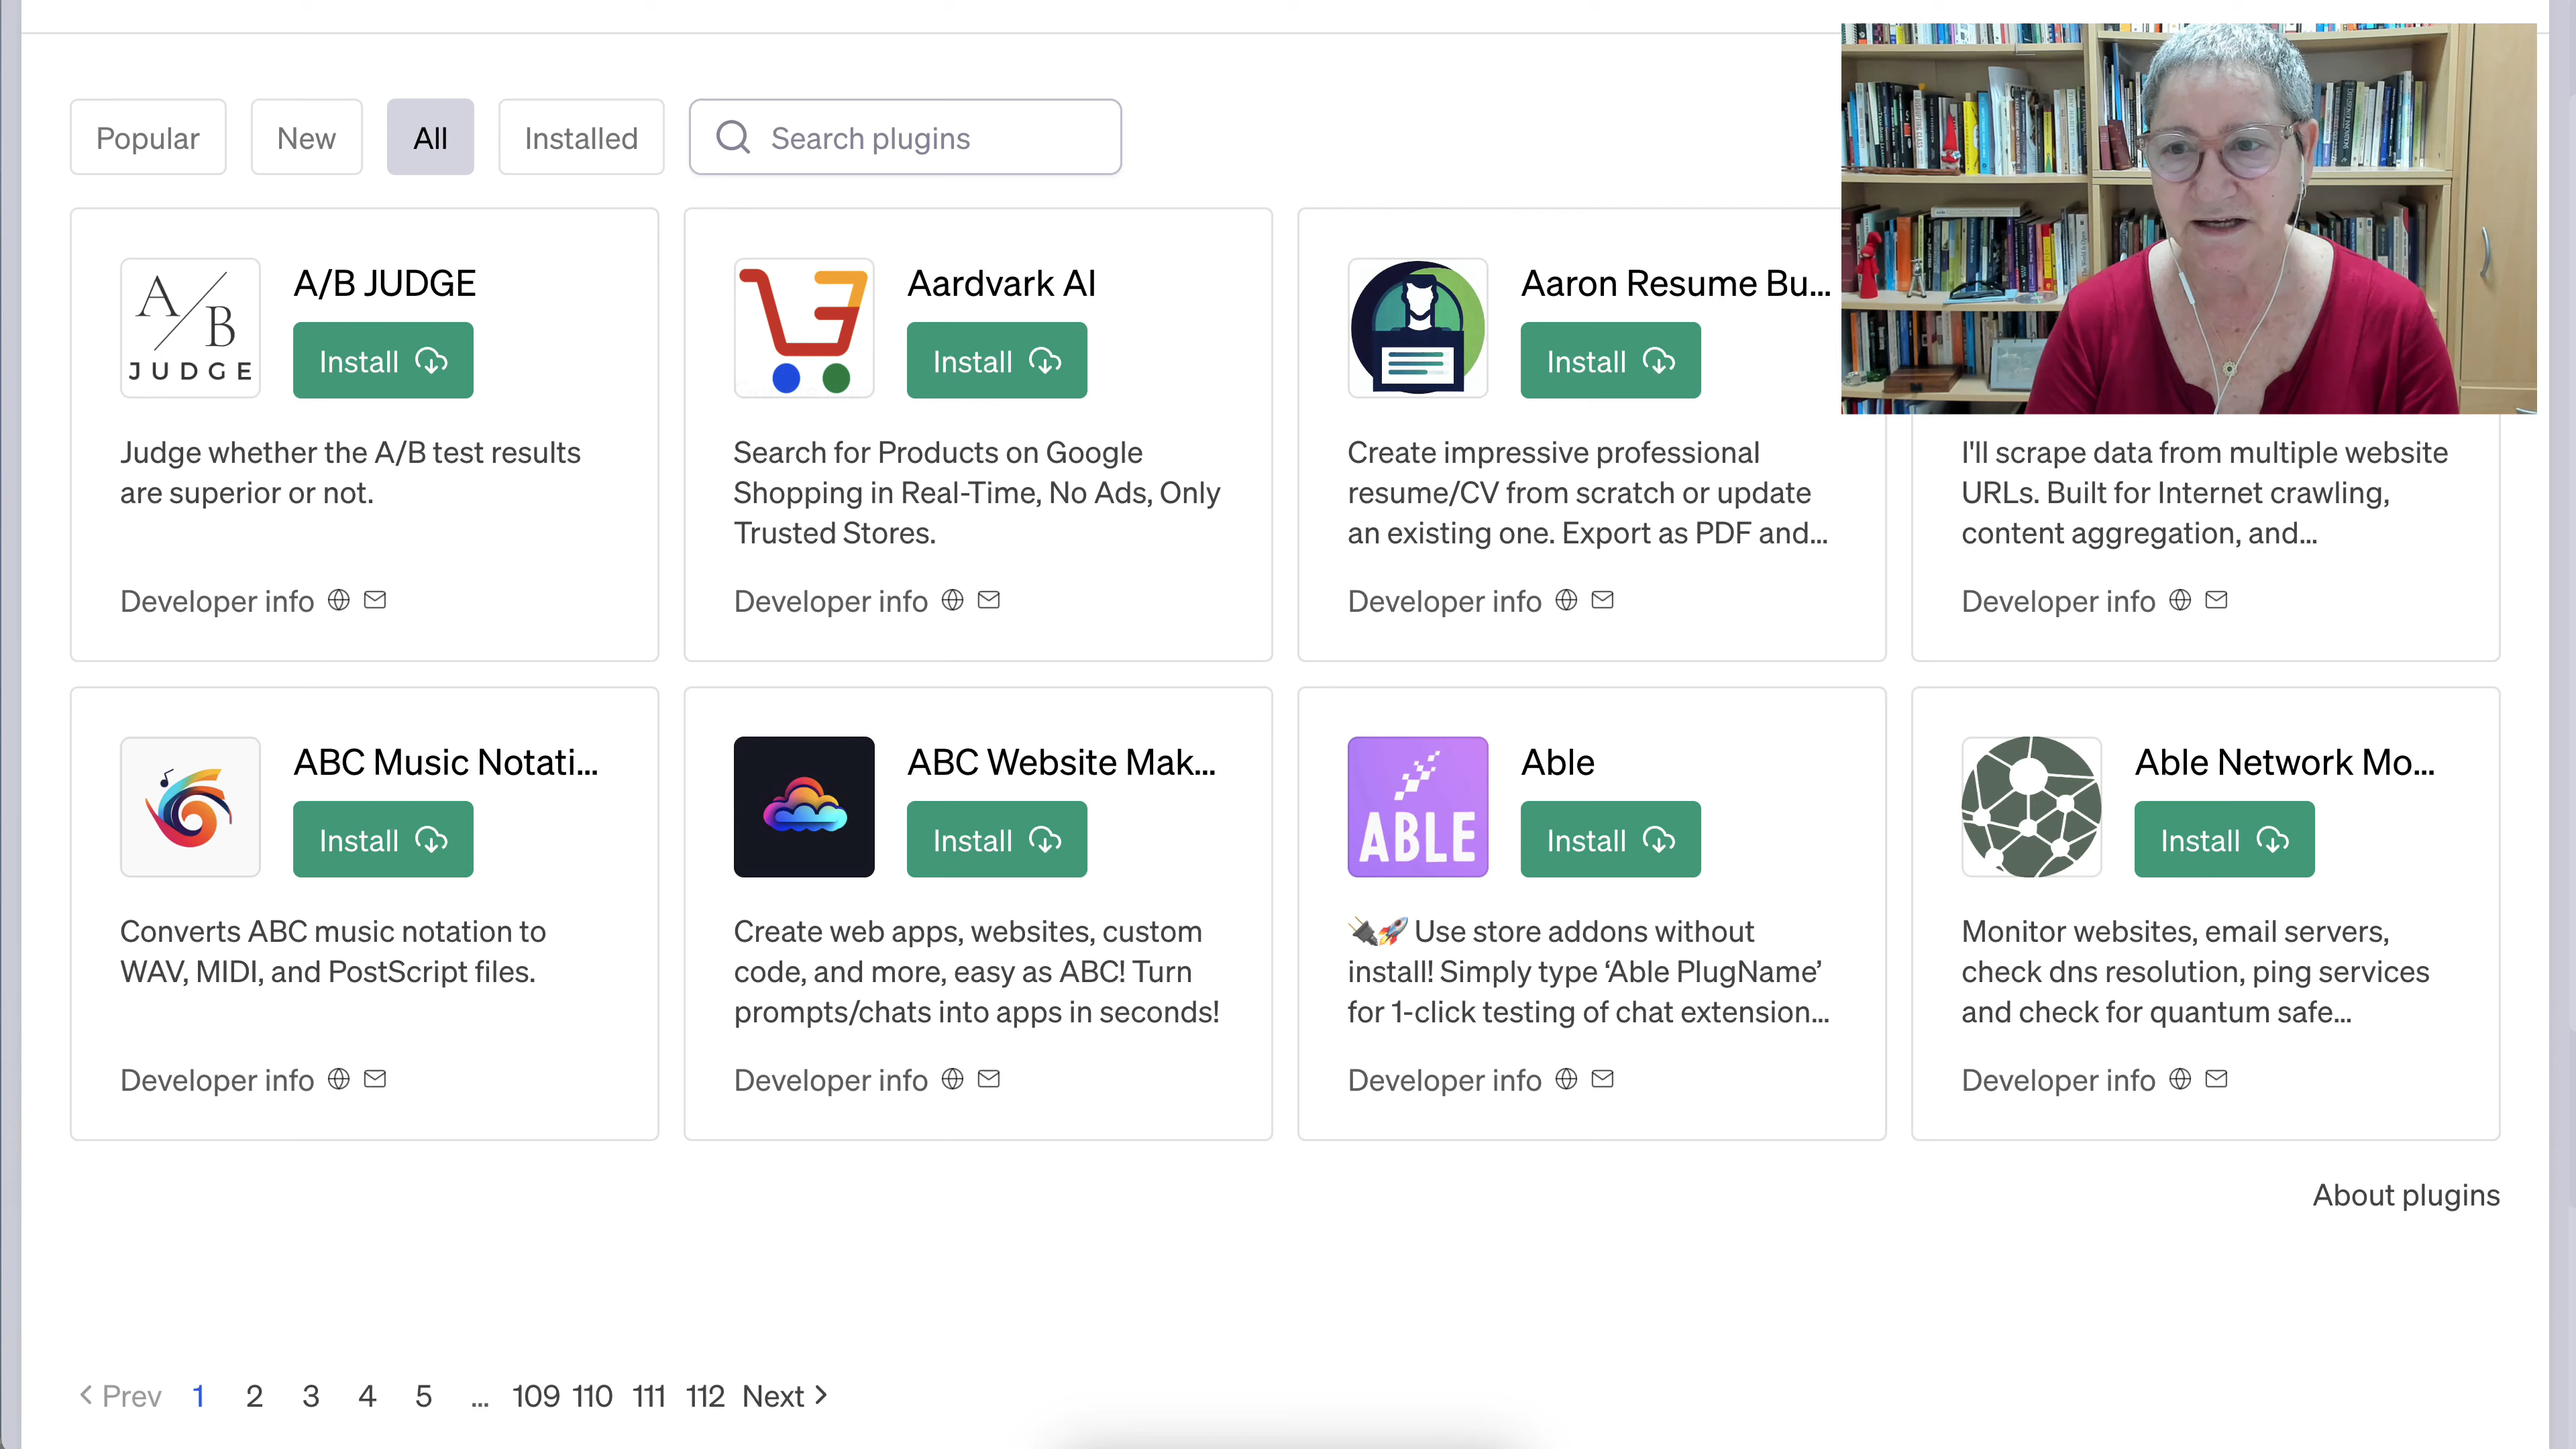 Popular
New
All
Installed
Search plugins
A/B
JUDGE
A/B JUDGE
Install
Judge whether the A/B test results
are superior or not.
Developer info
Aardvark AI
Install
Search for Products on Google
Shopping in Real-Time, No Ads, Only
Trusted Stores.
Developer info
Aaron Resume Bu...
Install
Create impressive professional
resume/CV from scratch or update
an existing one. Export as PDF and...
Developer info
I'll scrape data from multiple website
URLs. Built for Internet crawling,
content aggregation, and...
Developer info
ABC Music Notati...
Install
Converts ABC music notation to
WAV, MIDI, and PostScript files.
Developer info
ABC Website Mak...
Install
Create web apps, websites, custom
code, and more, easy as ABC! Turn
prompts/chats into apps in seconds!
Developer info
ABLE
Able
Install
🔌🚀 Use store addons without
install! Simply type ‘Able PlugName’
for 1-click testing of chat extension...
Developer info
Able Network Mo...
Install
Monitor websites, email servers,
check dns resolution, ping services
and check for quantum safe...
Developer info
About plugins
< Prev 1 2 3 4 5 ... 109 110 111 112 Next >